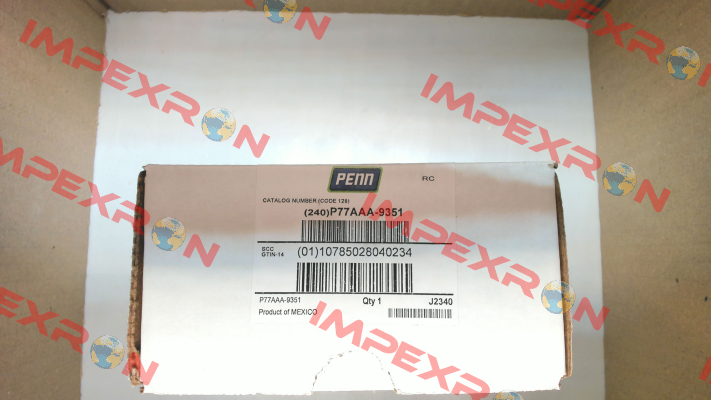 IMPEXRON
IMPEXRON
IMPEXRON
IMPEXRON
PENN
RC
CATALOG NUMBER (CODE 128)
(240)P77AAA-9351
SCC
GTIN-14
(01)10785028040234
P77AAA-9351 Qty 1 J2340
Product of MEXICO
IMPEXRON
IMPEXRON